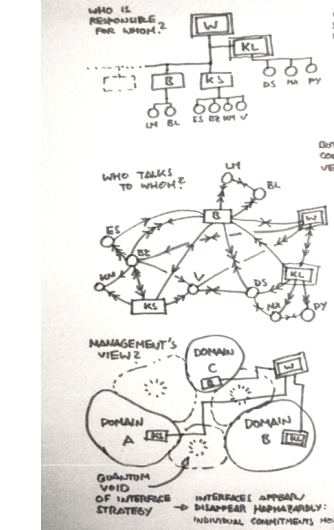 WHO IS
RESPONSIBLE
FOR WHOM?
W
KL
B
KS
DS
MX
PY
LM
BL
ES
BZ
KM
V
WHO TALKS
TO WHOM?
LM
BL
B
W
ES
BZ
KM
V
DS
KL
KS
MX
PY
MANAGEMENT'S
VIEW?
DOMAIN
C
B
W
DOMAIN
A
KS
DOMAIN
B
KL
QUANTUM
VOID
OF INTERFACE
STRATEGY
→ INTERFACES APPEAR/
DISAPPEAR HAPHAZARDLY.
INDIVIDUAL COMMITMENTS